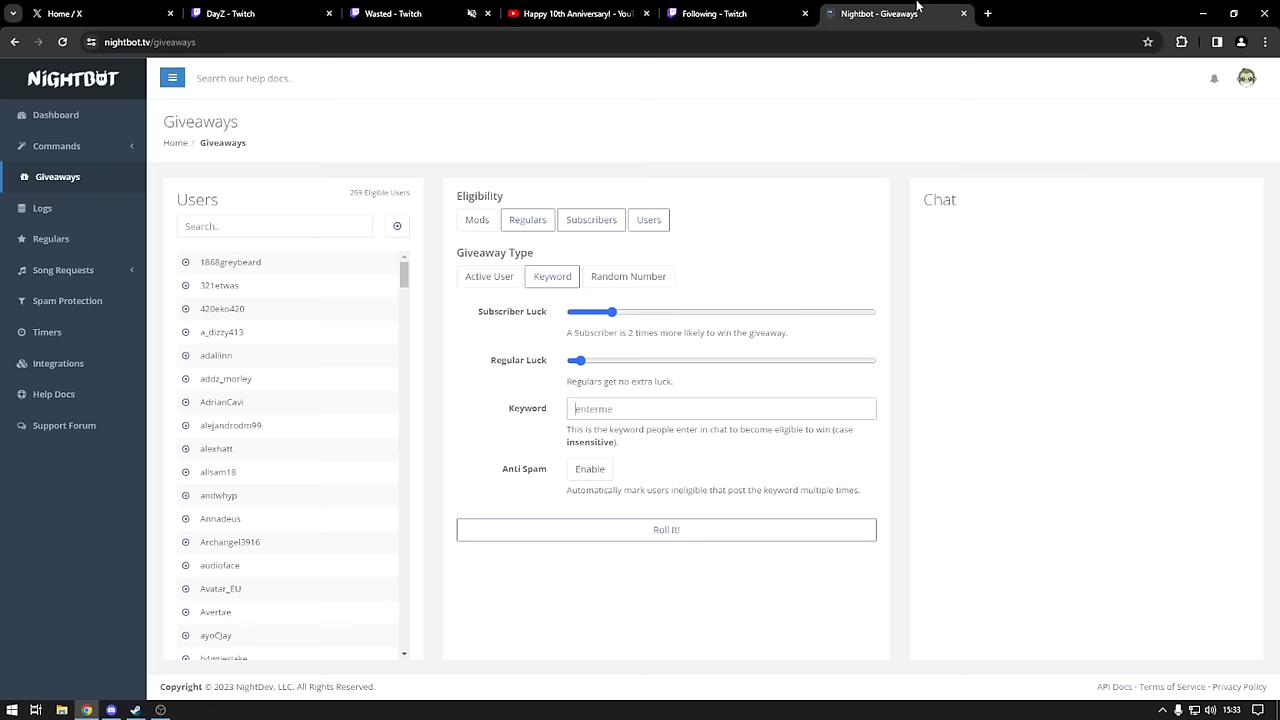 Home / X
DayZ - Twitch
Wasted - Twitch
Happy 10th Anniversary! - YouT
Following - Twitch
Nightbot - Giveaways
nightbot.tv/giveaways
NIGHTBOT
Search our help docs..
Dashboard
Commands
Giveaways
Logs
Regulars
Song Requests
Spam Protection
Timers
Integrations
Help Docs
Support Forum
Giveaways
Home / Giveaways
Users
269 Eligible Users
Search..
1868greybeard
321etwas
420eko420
a_dizzy413
adallinn
addz_morley
AdrianCavi
alejandrodm99
alexhatt
alisam18
andwhyp
Annadeus
Archangel3916
audioface
Avatar_EU
Avertae
ayoCJay
Eligibility
Mods
Regulars
Subscribers
Users
Giveaway Type
Active User
Keyword
Random Number
Subscriber Luck
A Subscriber is 2 times more likely to win the giveaway.
Regular Luck
Regulars get no extra luck.
Keyword
enterme
This is the keyword people enter in chat to become eligible to win (case
insensitive).
Anti Spam
Enable
Automatically mark users ineligible that post the keyword multiple times.
Roll It!
Chat
Copyright © 2023 NightDev, LLC. All Rights Reserved.
API Docs · Terms of Service · Privacy Policy
15:33